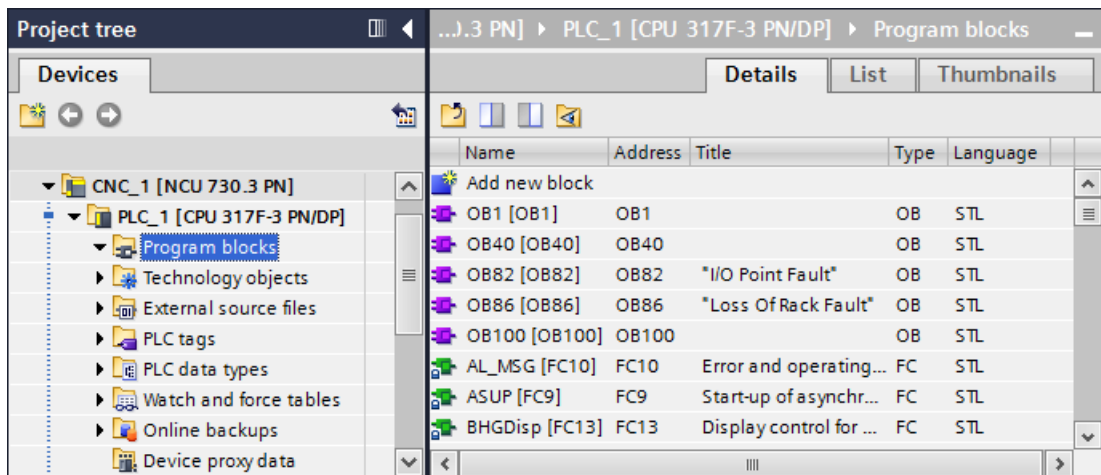 Project tree
Devices
CNC_1 [NCU 730.3 PN]
PLC_1 [CPU 317F-3 PN/DP]
Program blocks
Technology objects
External source files
PLC tags
PLC data types
Watch and force tables
Online backups
Device proxy data
...).3 PN] PLC_1 [CPU 317F-3 PN/DP] Program blocks
Details List Thumbnails
Name Address Title Type Language
Add new block
OB1 [OB1] OB1 OB STL
OB40 [OB40] OB40 OB STL
OB82 [OB82] OB82 "I/O Point Fault" OB STL
OB86 [OB86] OB86 "Loss Of Rack Fault" OB STL
OB100 [OB100] OB100 OB STL
AL_MSG [FC10] FC10 Error and operating... FC STL
ASUP [FC9] FC9 Start-up of asynchr... FC STL
BHGDisp [FC13] FC13 Display control for ... FC STL